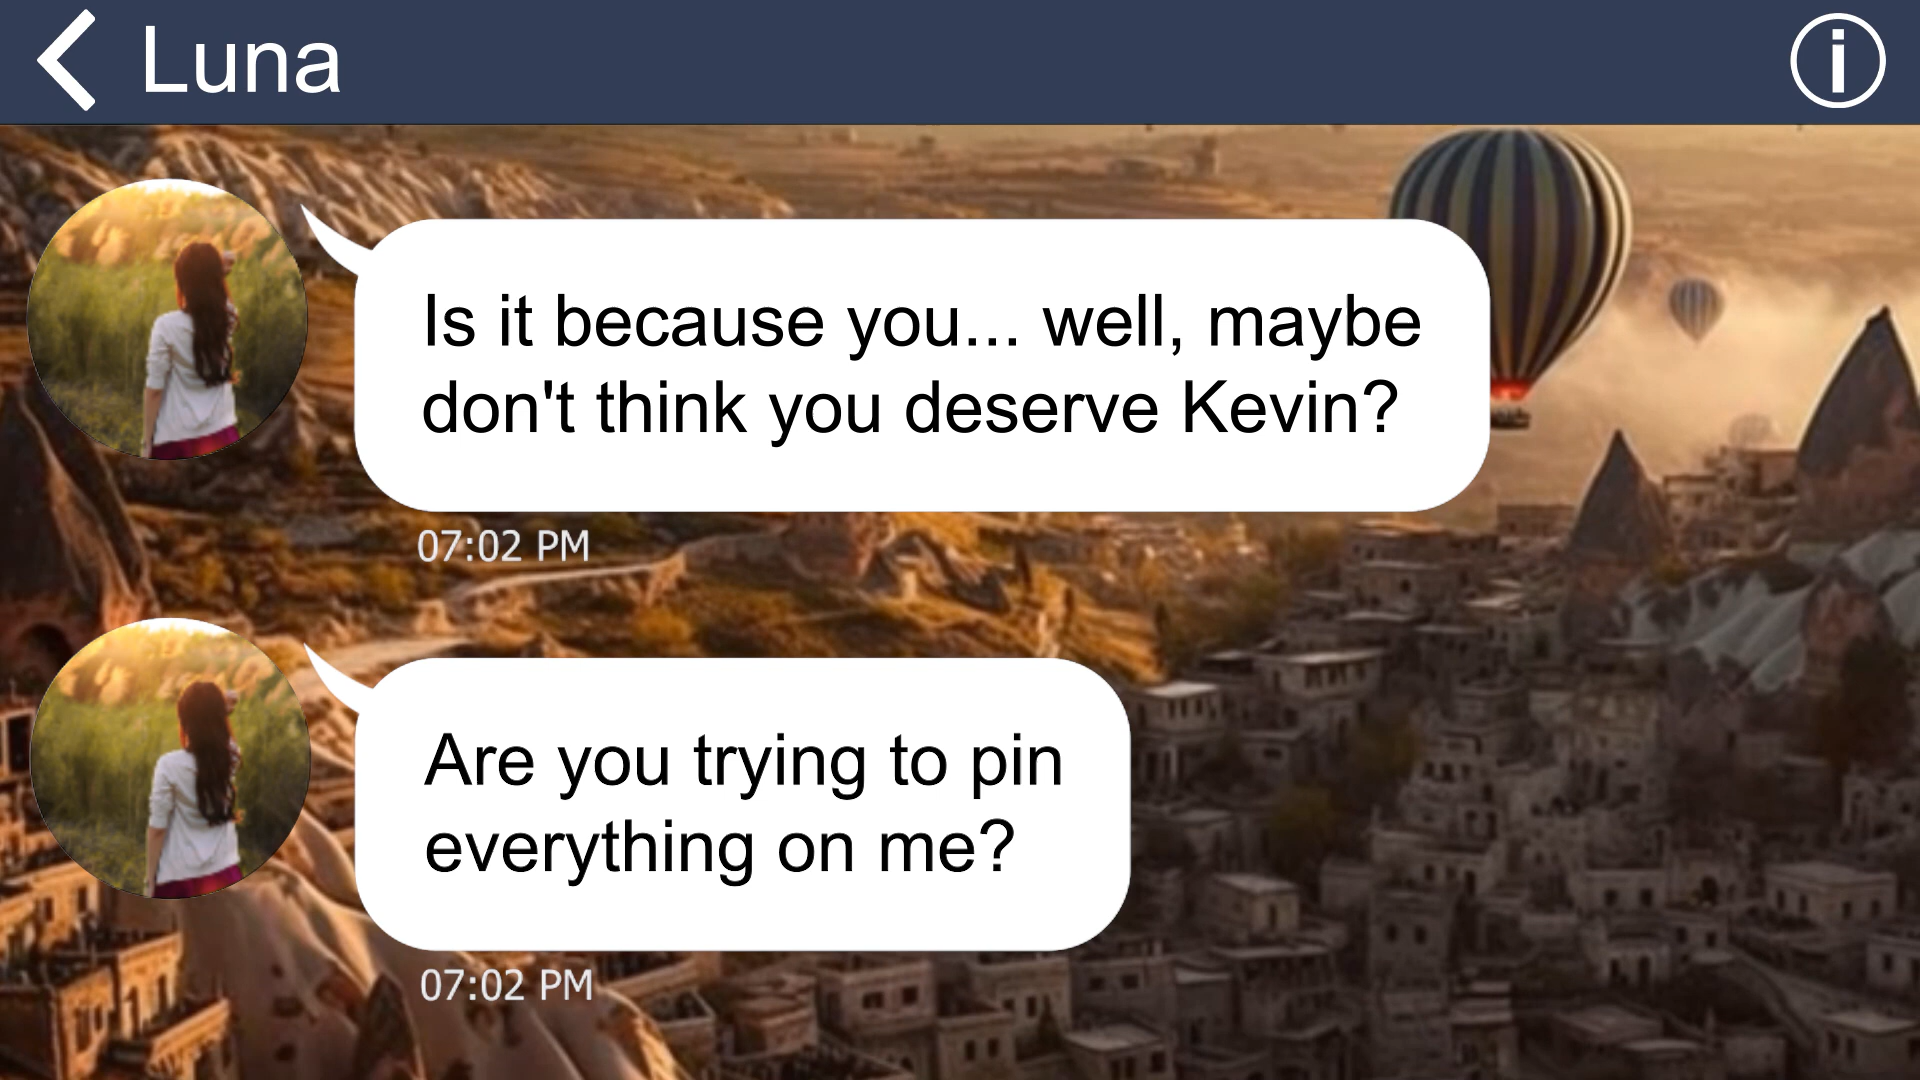 Luna
Is it because you... well, maybe
don't think you deserve Kevin?
07:02 PM
Are you trying to pin
everything on me?
07:02 PM